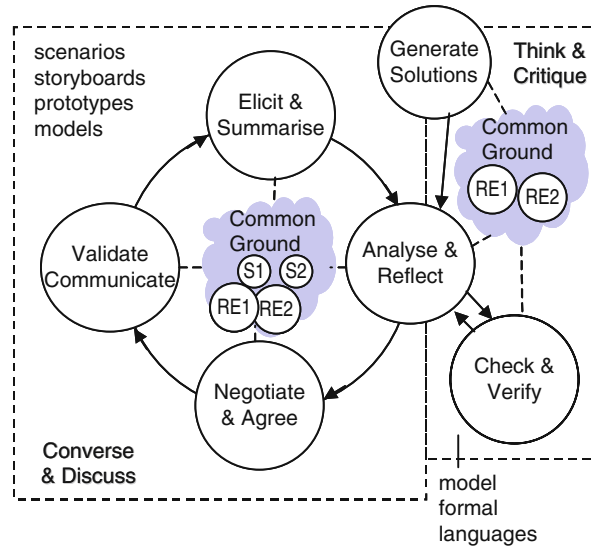 scenarios
storyboards
prototypes
models
Elicit &
Summarise
Generate
Solutions
Think &
Critique
Common
Ground
RE1
RE2
Validate
Communicate
Common
Ground
S1
S2
RE1
RE2
Analyse &
Reflect
Negotiate
& Agree
Check &
Verify
Converse
& Discuss
model
formal
languages